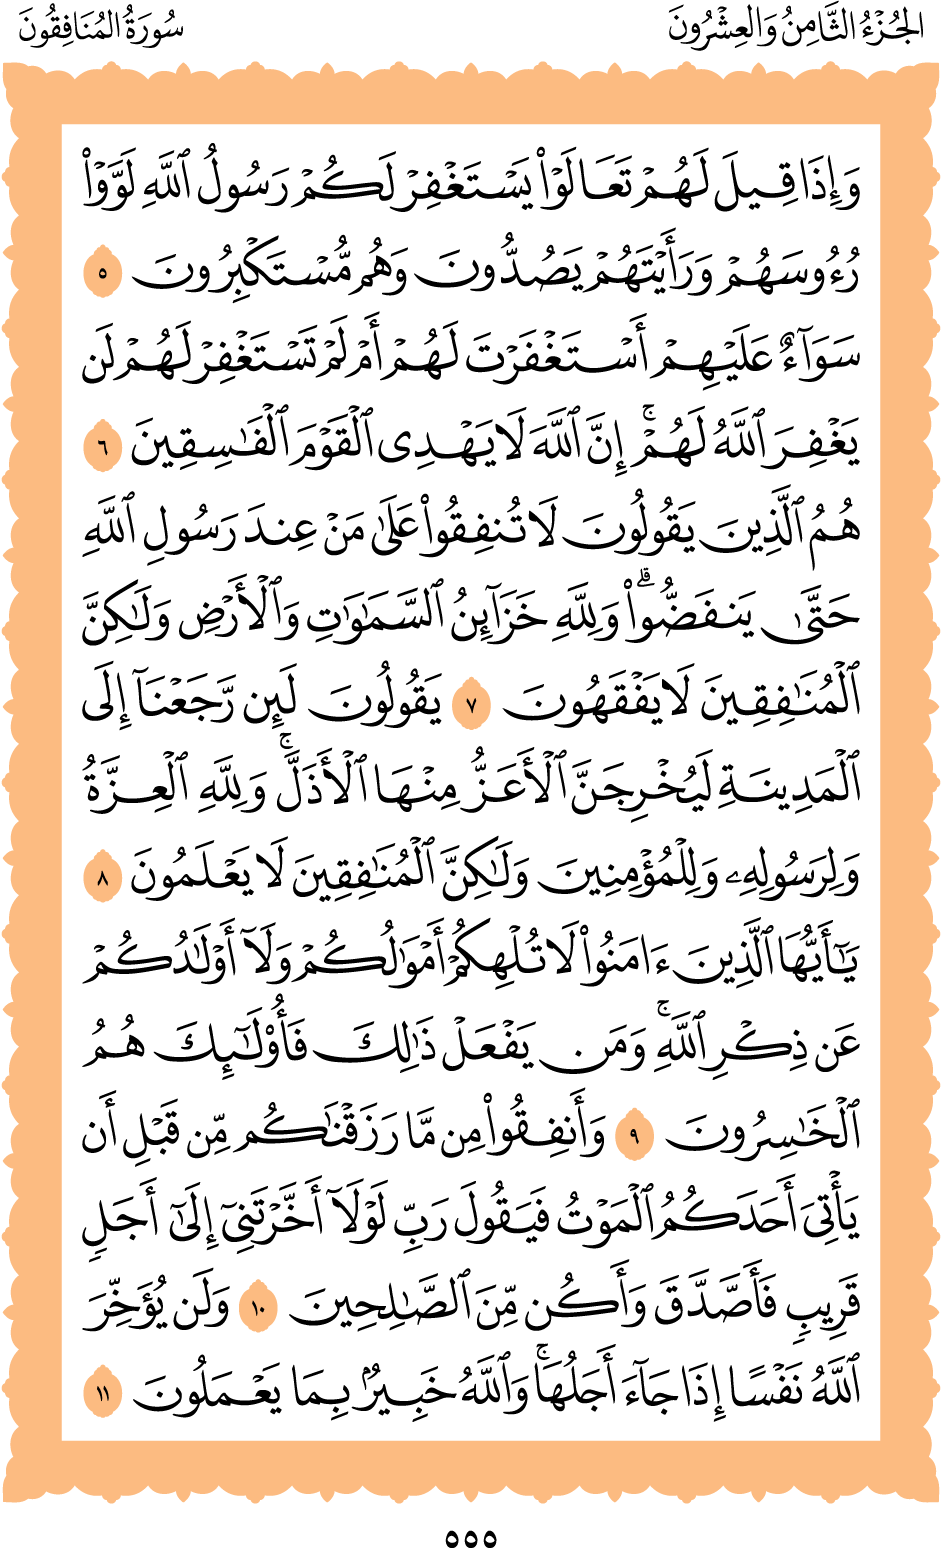 الجُزْءُ الثَّامِنُ وَالعِشْرُونَ
سُورَةُ المُنَافِقُونَ
وَإِذَا قِيلَ لَهُمْ تَعَالَوْا۟ يَسْتَغْفِرْ لَكُمْ رَسُولُ ٱللَّهِ لَوَّوْا۟
رُءُوسَهُمْ وَرَأَيْتَهُمْ يَصُدُّونَ وَهُم مُّسْتَكْبِرُونَ ٥
سَوَآءٌ عَلَيْهِمْ أَسْتَغْفَرْتَ لَهُمْ أَمْ لَمْ تَسْتَغْفِرْ لَهُمْ لَن
يَغْفِرَ ٱللَّهُ لَهُمْ ۚ إِنَّ ٱللَّهَ لَا يَهْدِى ٱلْقَوْمَ ٱلْفَـٰسِقِينَ ٦
هُمُ ٱلَّذِينَ يَقُولُونَ لَا تُنفِقُوا۟ عَلَىٰ مَنْ عِندَ رَسُولِ ٱللَّهِ
حَتَّىٰ يَنفَضُّوا۟ ۗ وَلِلَّهِ خَزَآئِنُ ٱلسَّمَـٰوَٰتِ وَٱلْأَرْضِ وَلَـٰكِنَّ
ٱلْمُنَـٰفِقِينَ لَا يَفْقَهُونَ ٧ يَقُولُونَ لَئِن رَّجَعْنَآ إِلَى
ٱلْمَدِينَةِ لَيُخْرِجَنَّ ٱلْأَعَزُّ مِنْهَا ٱلْأَذَلَّ ۚ وَلِلَّهِ ٱلْعِزَّةُ
وَلِرَسُولِهِۦ وَلِلْمُؤْمِنِينَ وَلَـٰكِنَّ ٱلْمُنَـٰفِقِينَ لَا يَعْلَمُونَ ٨
يَـٰٓأَيُّهَا ٱلَّذِينَ ءَامَنُوا۟ لَا تُلْهِكُمْ أَمْوَٰلُكُمْ وَلَآ أَوْلَـٰدُكُمْ
عَن ذِكْرِ ٱللَّهِ ۚ وَمَن يَفْعَلْ ذَٰلِكَ فَأُو۟لَـٰٓئِكَ هُمُ
ٱلْخَـٰسِرُونَ ٩ وَأَنفِقُوا۟ مِن مَّا رَزَقْنَـٰكُم مِّن قَبْلِ أَن
يَأْتِىَ أَحَدَكُمُ ٱلْمَوْتُ فَيَقُولَ رَبِّ لَوْلَآ أَخَّرْتَنِىٓ إِلَىٰٓ أَجَلٍ
قَرِيبٍ فَأَصَّدَّقَ وَأَكُن مِّنَ ٱلصَّـٰلِحِينَ ١٠ وَلَن يُؤَخِّرَ
ٱللَّهُ نَفْسًا إِذَا جَآءَ أَجَلُهَا ۚ وَٱللَّهُ خَبِيرٌۢ بِمَا يَعْمَلُونَ ١١
٥٥٥